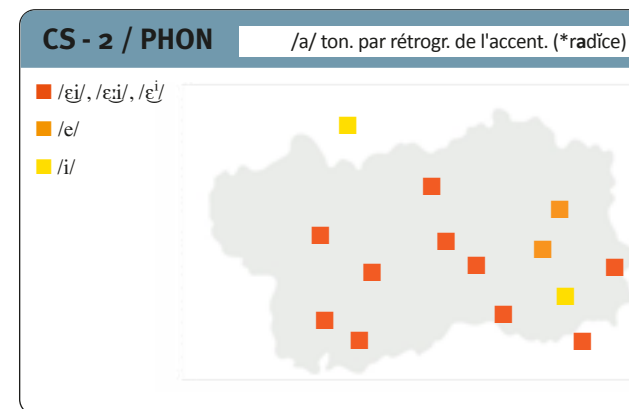 CS - 2 / PHON
/a/ ton. par rétrogr. de l'accent. (*radĭce)
/ɛi̯/, /ɛːi̯/, /ɛⁱ̯/
/e/
/i/